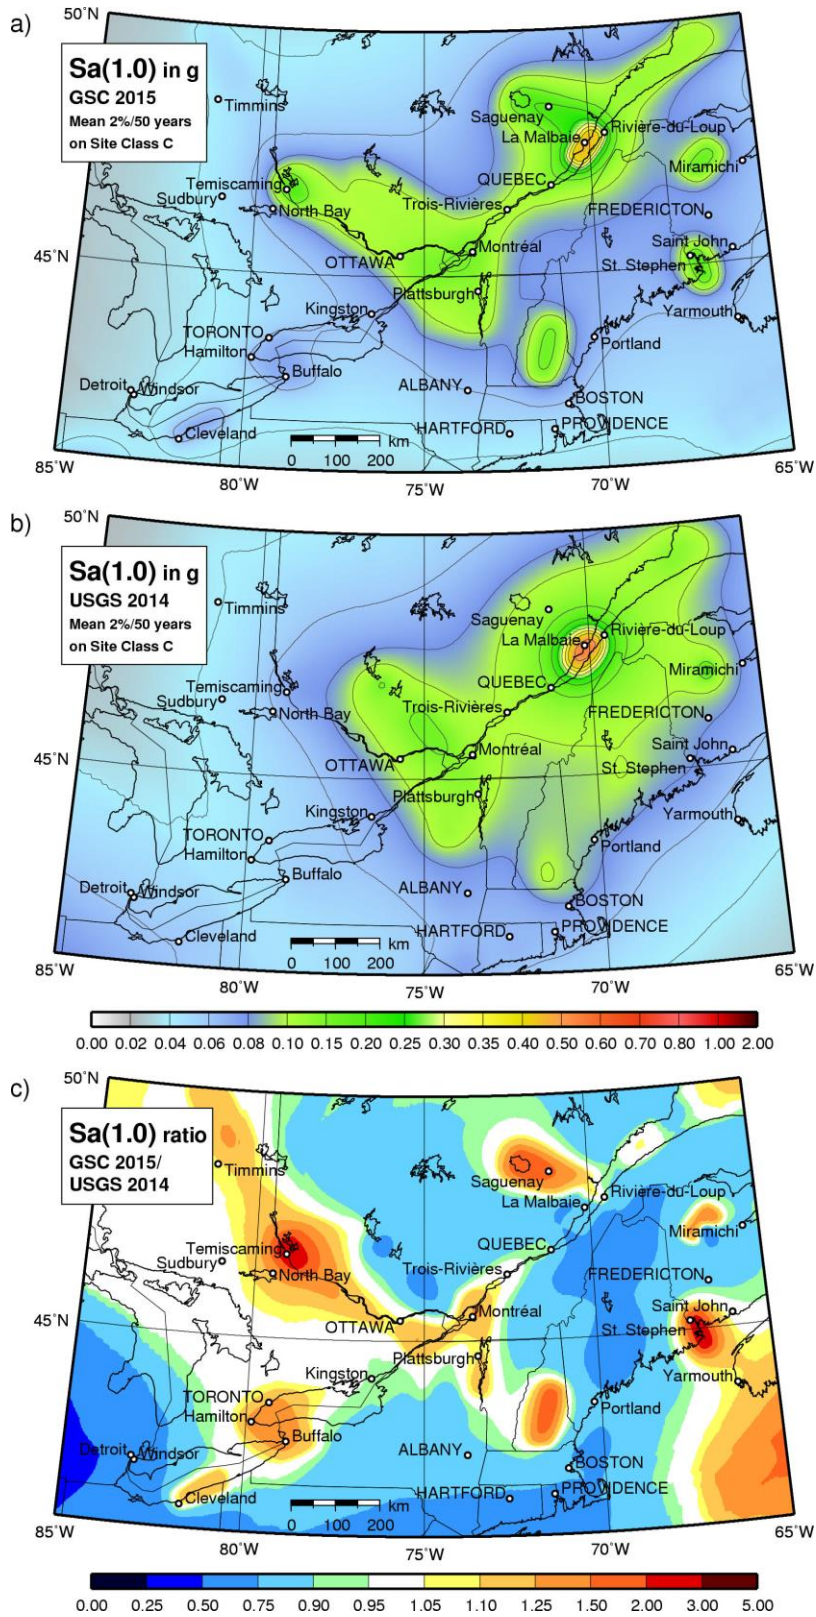 a)
50°N
Sa(1.0) in g
GSC 2015
Mean 2%/50 years
on Site Class C
Timmins
Saguenay
La Malbaie
Rivière-du-Loup
Miramichi
Temiscaming
Sudbury
North Bay
QUEBEC
Trois-Rivières
FREDERICTON
45°N
OTTAWA
Montréal
Saint John
St. Stephen
Plattsburgh
Kingston
Yarmouth
TORONTO
Hamilton
Portland
Buffalo
Detroit
Windsor
ALBANY
BOSTON
Cleveland
HARTFORD
PROVIDENCE
km
0 100 200
85°W
80°W
75°W
70°W
65°W
b)
50°N
Sa(1.0) in g
USGS 2014
Mean 2%/50 years
on Site Class C
Timmins
Saguenay
La Malbaie
Rivière-du-Loup
Miramichi
Temiscaming
Sudbury
North Bay
QUEBEC
Trois-Rivières
FREDERICTON
45°N
OTTAWA
Montréal
Saint John
St. Stephen
Plattsburgh
Kingston
Yarmouth
TORONTO
Hamilton
Portland
Buffalo
Detroit
Windsor
ALBANY
BOSTON
Cleveland
HARTFORD
PROVIDENCE
km
0 100 200
85°W
80°W
75°W
70°W
65°W
0.00 0.02 0.04 0.06 0.08 0.10 0.15 0.20 0.25 0.30 0.35 0.40 0.50 0.60 0.70 0.80 1.00 2.00
c)
50°N
Sa(1.0) ratio
GSC 2015/
USGS 2014
Timmins
Saguenay
La Malbaie
Rivière-du-Loup
Miramichi
Temiscaming
Sudbury
North Bay
QUEBEC
Trois-Rivières
FREDERICTON
45°N
OTTAWA
Montréal
Saint John
St. Stephen
Plattsburgh
Kingston
Yarmouth
TORONTO
Hamilton
Portland
Buffalo
Detroit
Windsor
ALBANY
BOSTON
Cleveland
HARTFORD
PROVIDENCE
km
0 100 200
85°W
80°W
75°W
70°W
65°W
0.00 0.25 0.50 0.75 0.90 0.95 1.05 1.10 1.25 1.50 2.00 3.00 5.00